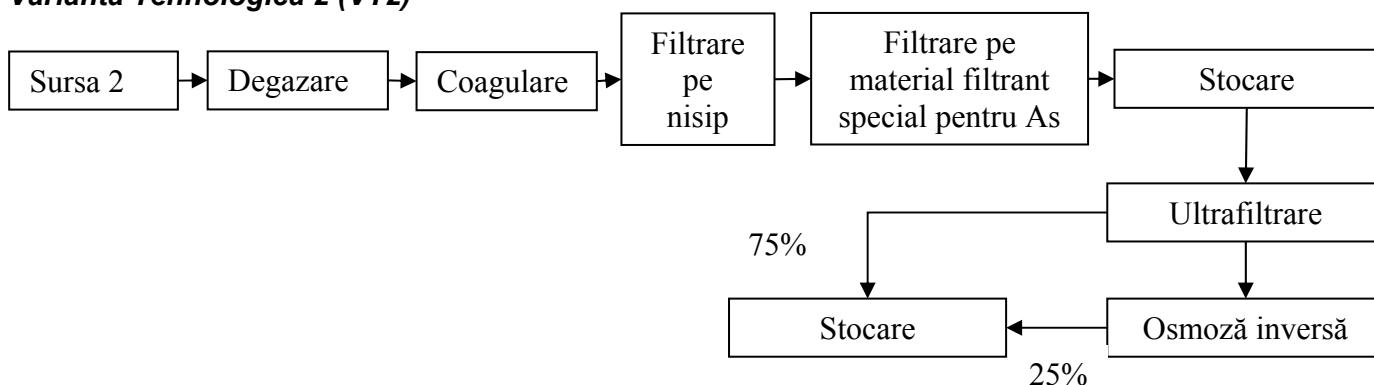 Varianta Tehnologică 2 (VT2)
Sursa 2
Degazare
Coagulare
Filtrare
pe
nisip
Filtrare pe
material filtrant
special pentru As
Stocare
Ultrafiltrare
75%
Stocare
Osmoză inversă
25%